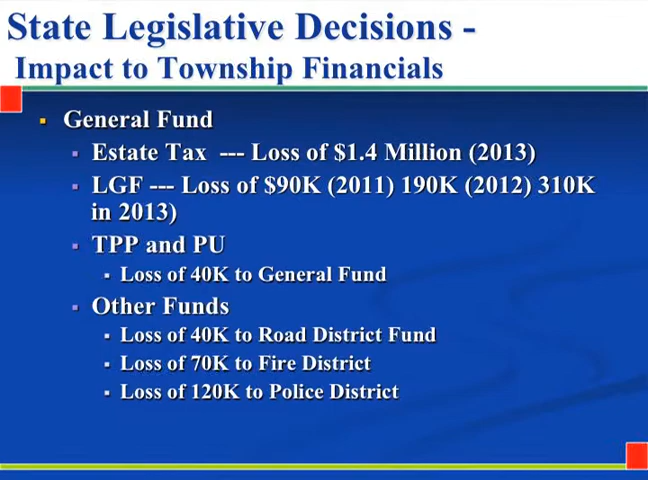 State Legislative Decisions -
Impact to Township Financials
General Fund
Estate Tax --- Loss of $1.4 Million (2013)
LGF --- Loss of $90K (2011) 190K (2012) 310K
in 2013)
TPP and PU
Loss of 40K to General Fund
Other Funds
Loss of 40K to Road District Fund
Loss of 70K to Fire District
Loss of 120K to Police District